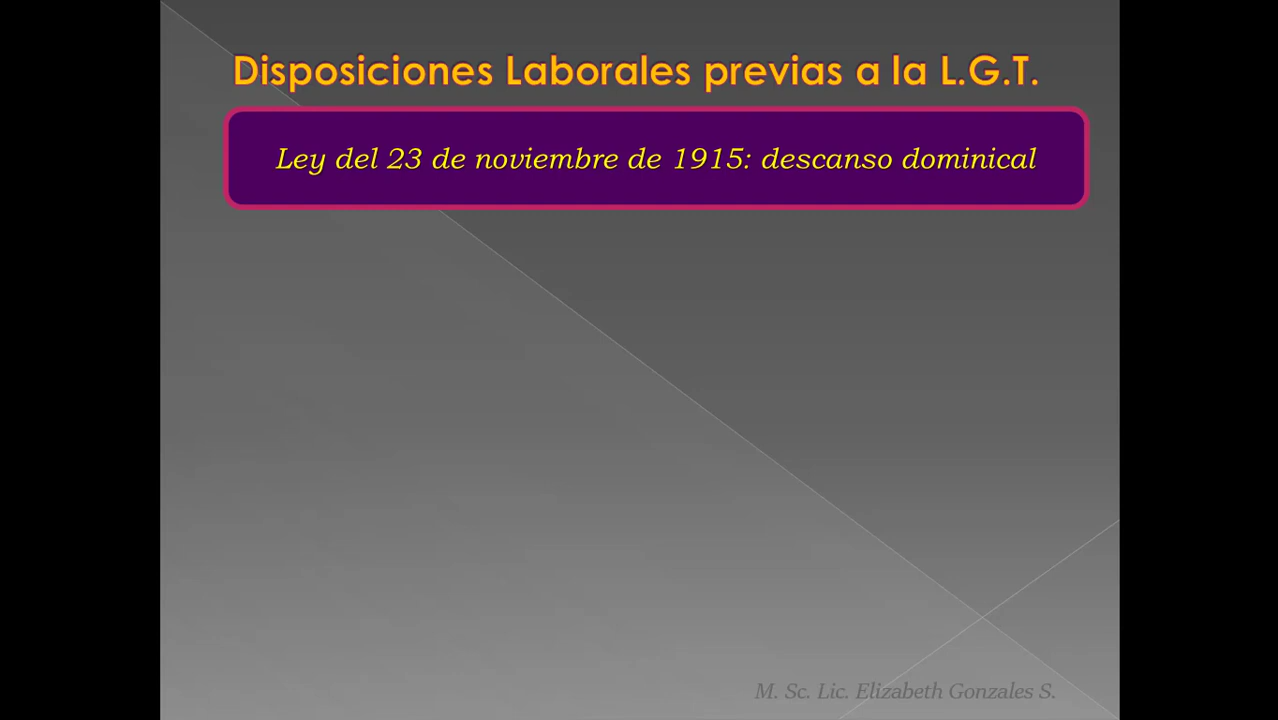 Disposiciones Laborales previas a la L.G.T.
Ley del 23 de noviembre de 1915: descanso dominical
M. Sc. Lic. Elizabeth Gonzales S.